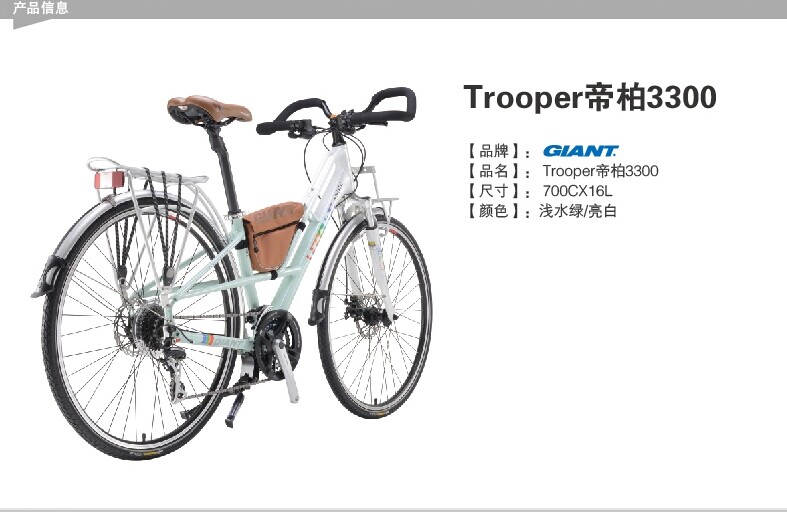 产品信息
Trooper帝柏3300
【品牌】：GIANT
【品名】：Trooper帝柏3300
【尺寸】：700CX16L
【颜色】：浅水绿/亮白
GIANT